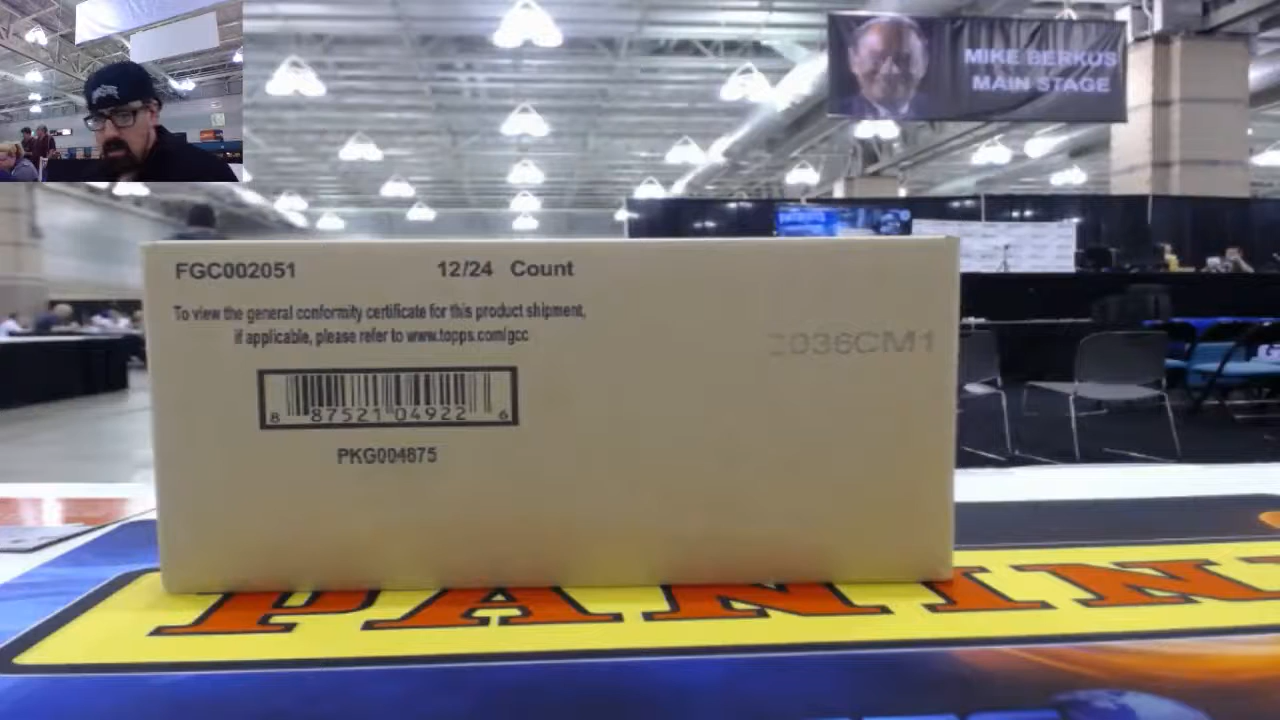 MIKE BERKUS
MAIN STAGE
FGC002051 12/24 Count
To view the general conformity certificate for this product shipment,
if applicable, please refer to www.topps.com/gcc
036CM1
8 87521 04922 6
PKG004875
PANINI